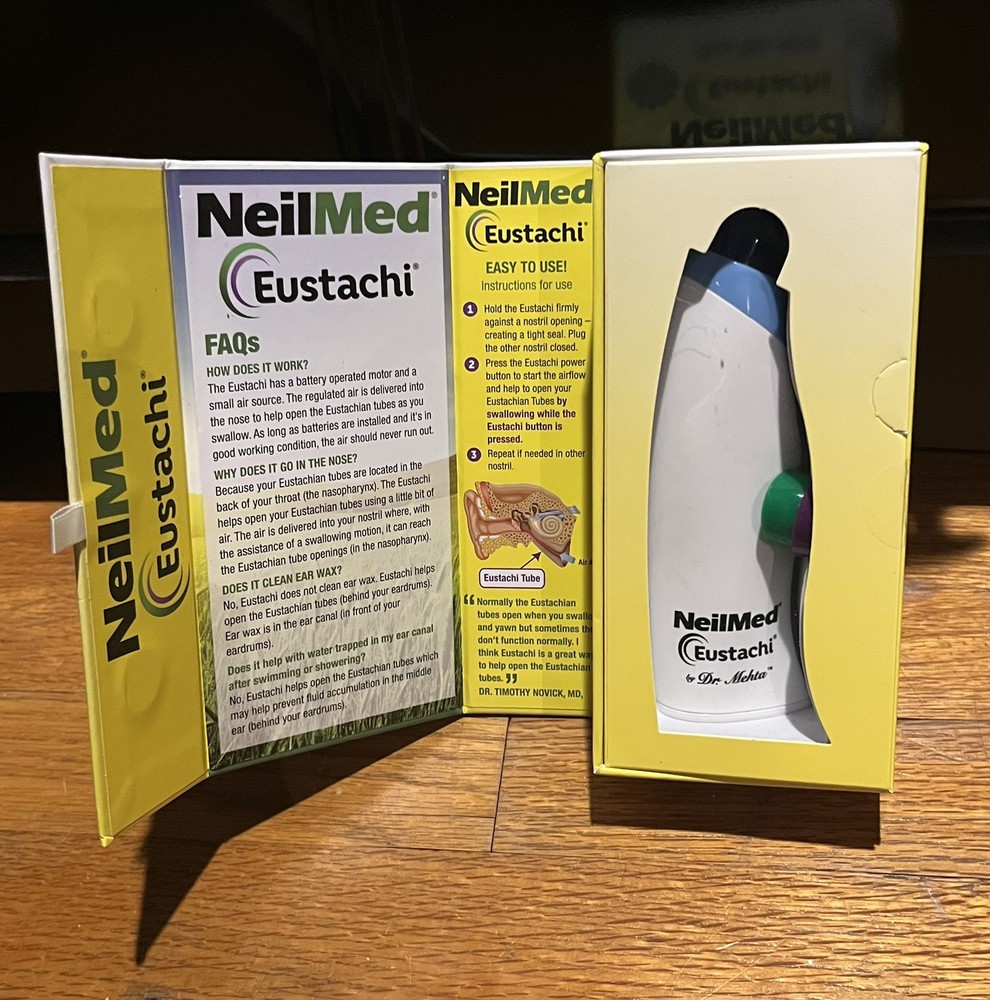 NeilMed®
Eustachi®
NeilMed®
Eustachi®
FAQs
HOW DOES IT WORK?
The Eustachi has a battery operated motor and a
small air source. The regulated air is delivered into
the nose to help open the Eustachian tubes as you
swallow. As long as batteries are installed and it's in
good working condition, the air should never run out.
WHY DOES IT GO IN THE NOSE?
Because your Eustachian tubes are located in the
back of your throat (the nasopharynx). The Eustachi
helps open your Eustachian tubes using a little bit of
air. The air is delivered into your nostril where, with
the assistance of a swallowing motion, it can reach
the Eustachian tube openings (in the nasopharynx).
DOES IT CLEAN EAR WAX?
No, Eustachi does not clean ear wax. Eustachi helps
open the Eustachian tubes (behind your eardrums).
Ear wax is in the ear canal (in front of your
eardrums).
Does it help with water trapped in my ear canal
after swimming or showering?
No, Eustachi helps open the Eustachian tubes which
may help prevent fluid accumulation in the middle
ear (behind your eardrums).
NeilMed
Eustachi®
EASY TO USE!
Instructions for use
1 Hold the Eustachi firmly
against a nostril opening –
creating a tight seal. Plug
the other nostril closed.
2 Press the Eustachi power
button to start the airflow
and help to open your
Eustachian Tubes by
swallowing while the
Eustachi button is
pressed.
3 Repeat if needed in other
nostril.
Air
Eustachi Tube
“Normally the Eustachian
tubes open when you
and yawn but sometimes
don't function normally. I
think Eustachi is a great
to help open the Eustachian
tubes.”
DR. TIMOTHY NOVICK, MD,
NeilMed®
Eustachi®
by Dr. Mehta™
Eustachi
NeilMed